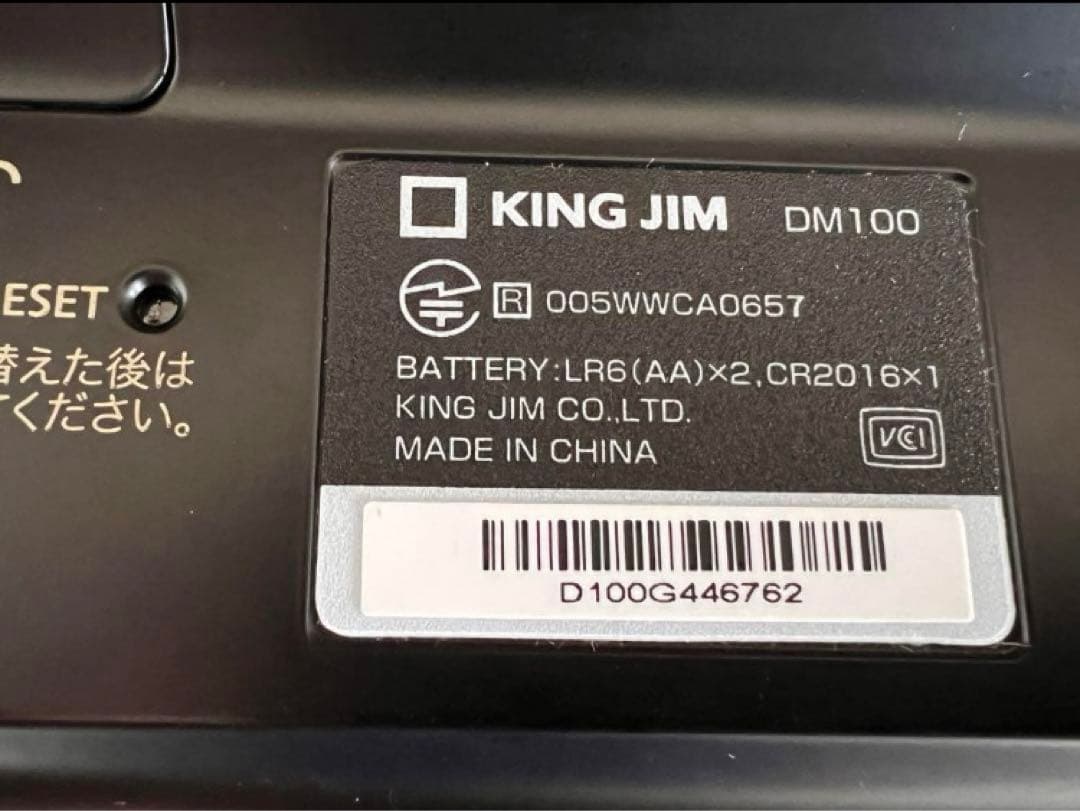 KING JIM DM100
R 005WWCA0657
BATTERY:LR6(AA)×2,CR2016×1
KING JIM CO.,LTD.
MADE IN CHINA
VCCI
D100G446762
ESET
替えた後は
てください。